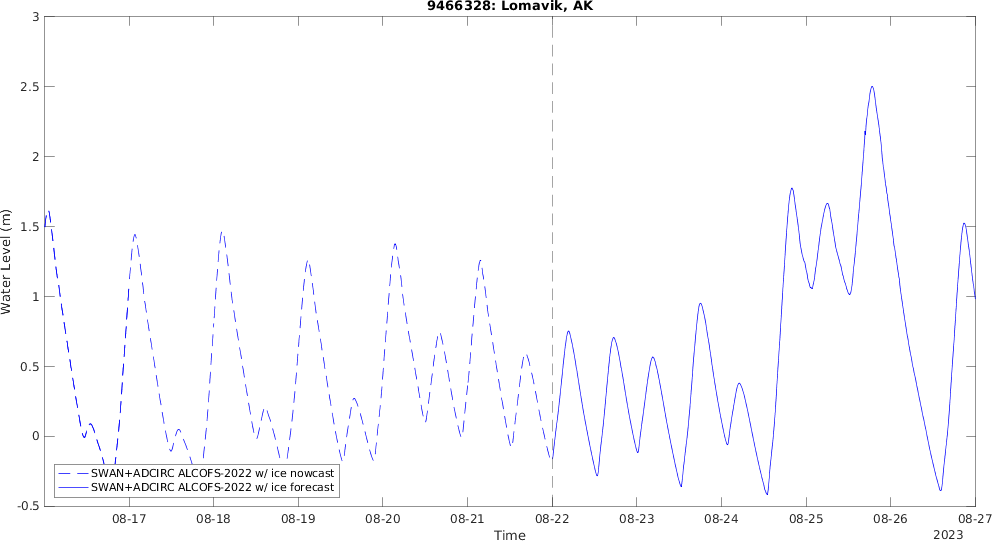 9466328: Lomavik, AK
3
2.5
2
1.5
1
0.5
0
-0.5
Water Level (m)
SWAN+ADCIRC ALCOFS-2022 w/ ice nowcast
SWAN+ADCIRC ALCOFS-2022 w/ ice forecast
08-17 08-18 08-19 08-20 08-21 08-22 08-23 08-24 08-25 08-26 08-27
Time
2023